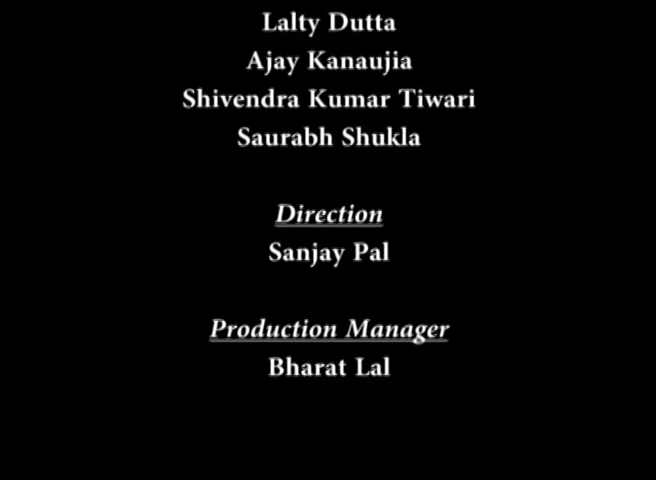 Lalty Dutta
Ajay Kanaujia
Shivendra Kumar Tiwari
Saurabh Shukla
Direction
Sanjay Pal
Production Manager
Bharat Lal